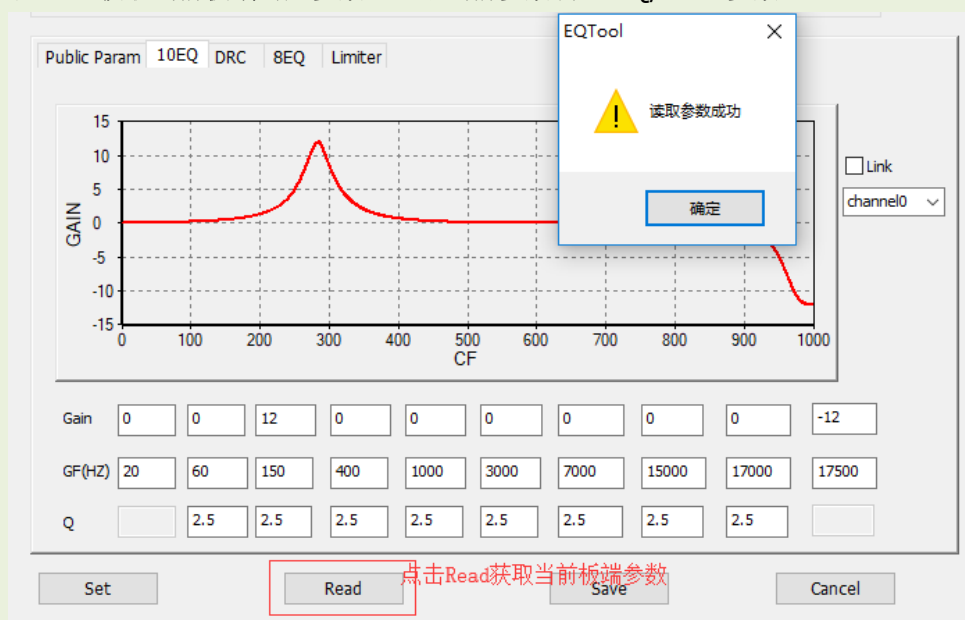 EQTool
Public Param 10EQ DRC 8EQ Limiter
读取参数成功
确定
15
10
5
0
-5
-10
-15
GAIN
0 100 200 300 400 500 600 700 800 900 1000
CF
Link
channel0
Gain 0 0 12 0 0 0 0 0 0 -12
GF(HZ) 20 60 150 400 1000 3000 7000 15000 17000 17500
Q 2.5 2.5 2.5 2.5 2.5 2.5 2.5 2.5
点击Read获取当前板端参数
Set Read Save Cancel